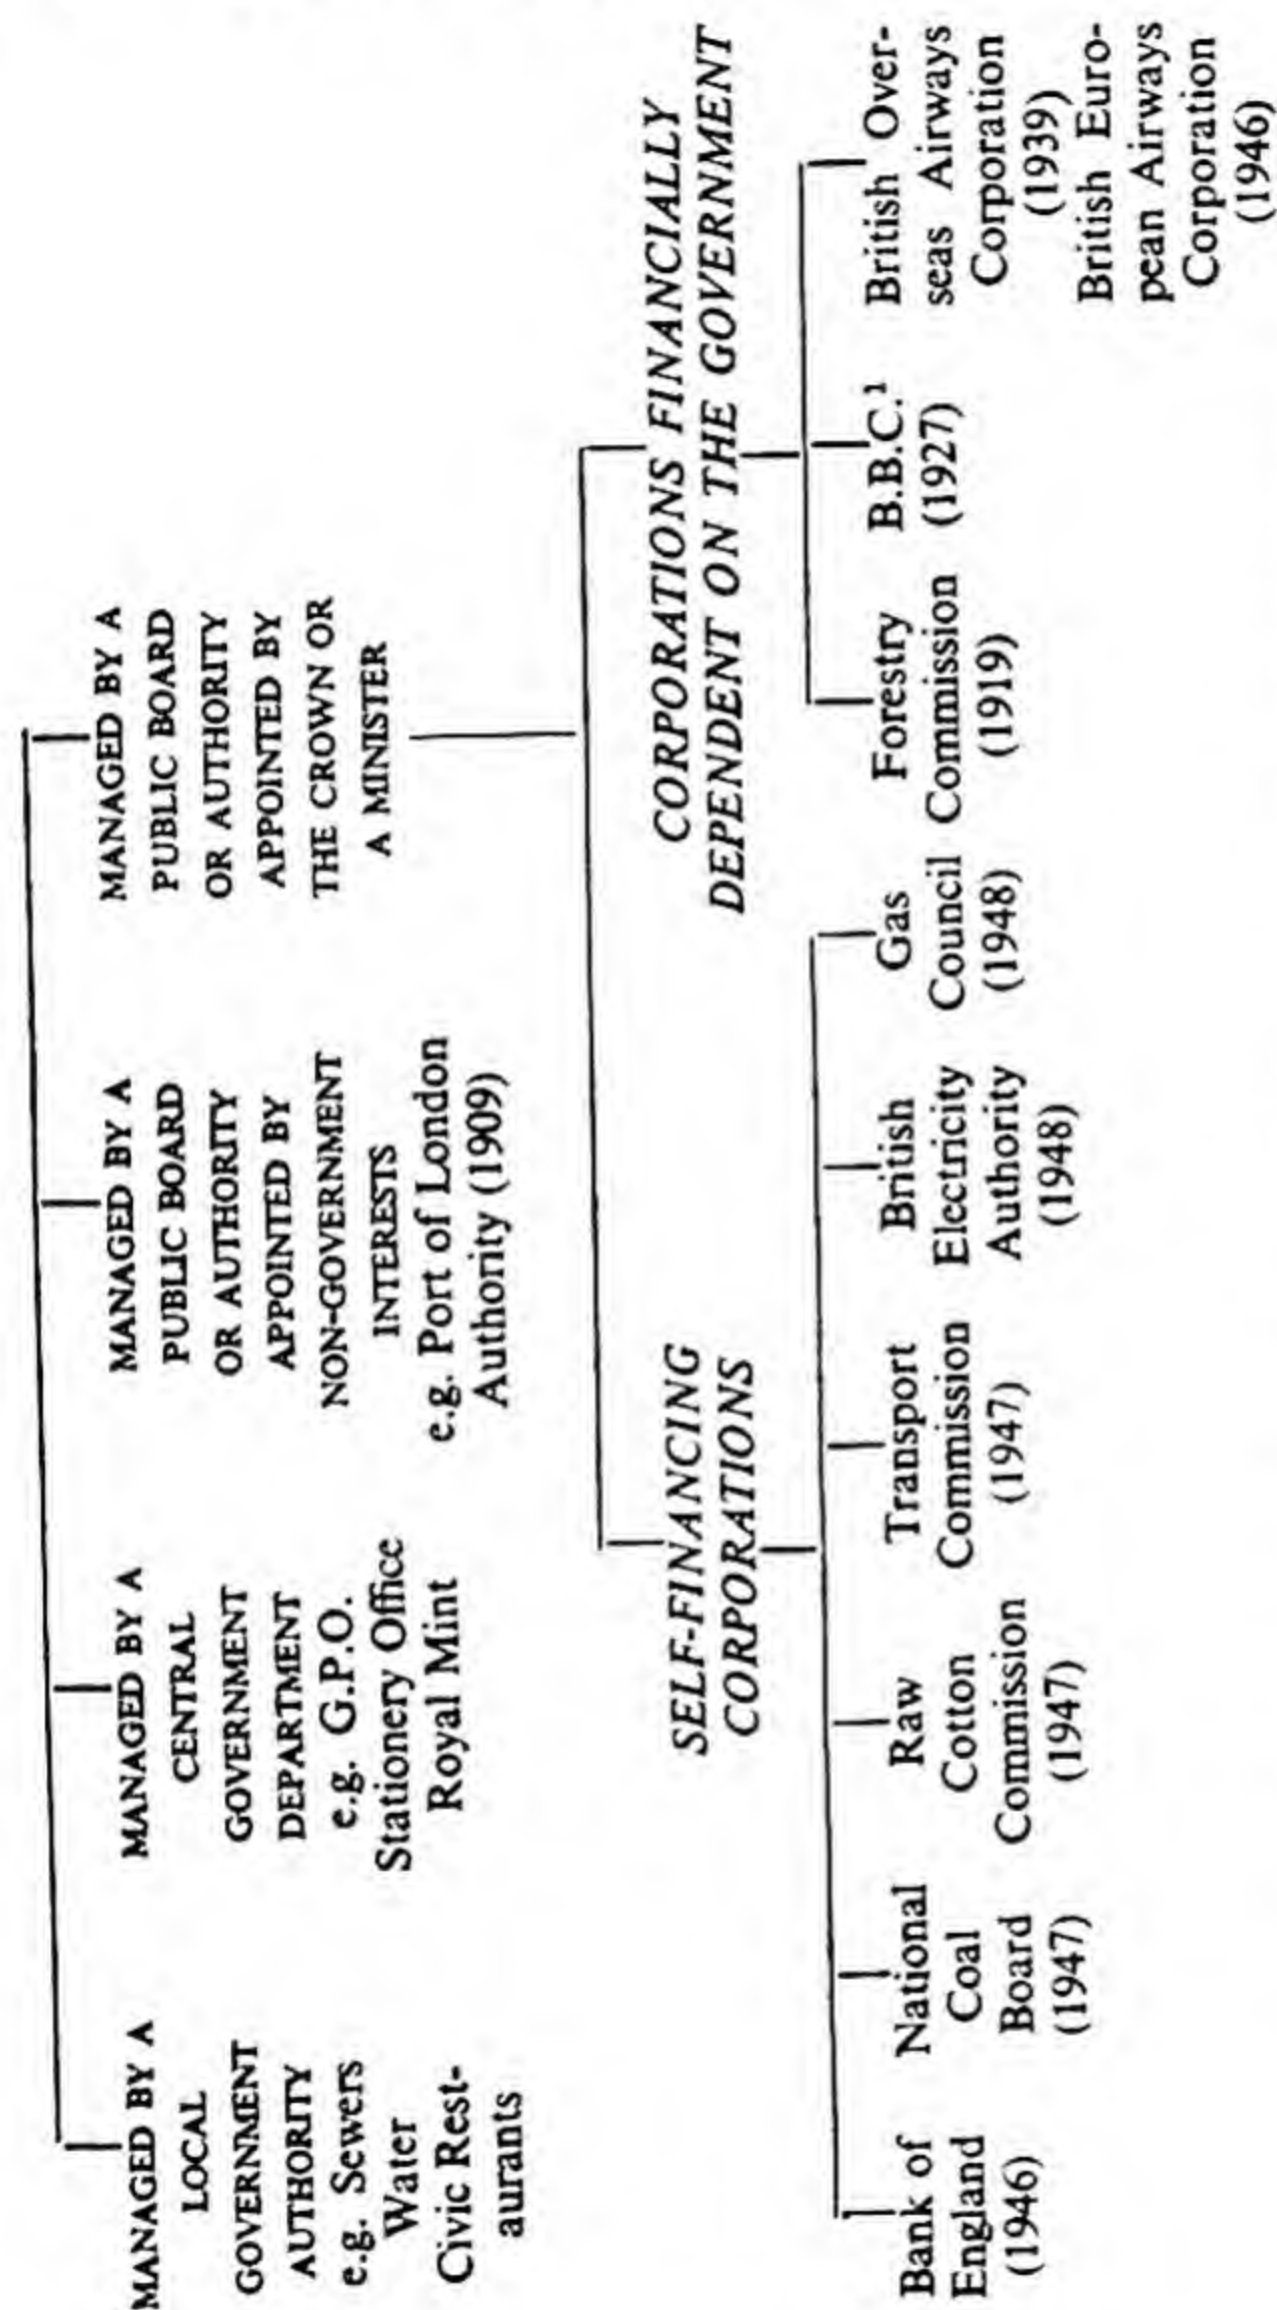 MANAGED BY A
LOCAL
GOVERNMENT
AUTHORITY
e.g. Sewers
Water
Civic Rest-
aurants
MANAGED BY A
CENTRAL
GOVERNMENT
DEPARTMENT
e.g. G.P.O.
Stationery Office
Royal Mint
MANAGED BY A
PUBLIC BOARD
OR AUTHORITY
APPOINTED BY
NON-GOVERNMENT
INTERESTS
e.g. Port of London
Authority (1909)
MANAGED BY A
PUBLIC BOARD
OR AUTHORITY
APPOINTED BY
THE CROWN OR
A MINISTER
SELF-FINANCING
CORPORATIONS
CORPORATIONS FINANCIALLY
DEPENDENT ON THE GOVERNMENT
Bank of
England
(1946)
National
Coal
Board
(1947)
Raw
Cotton
Commission
(1947)
Transport
Commission
(1947)
British
Electricity
Authority
(1948)
Gas
Council
(1948)
Forestry
Commission
(1919)
B.B.C.¹
(1927)
British Over-
seas Airways
Corporation
(1939)
British Euro-
pean Airways
Corporation
(1946)